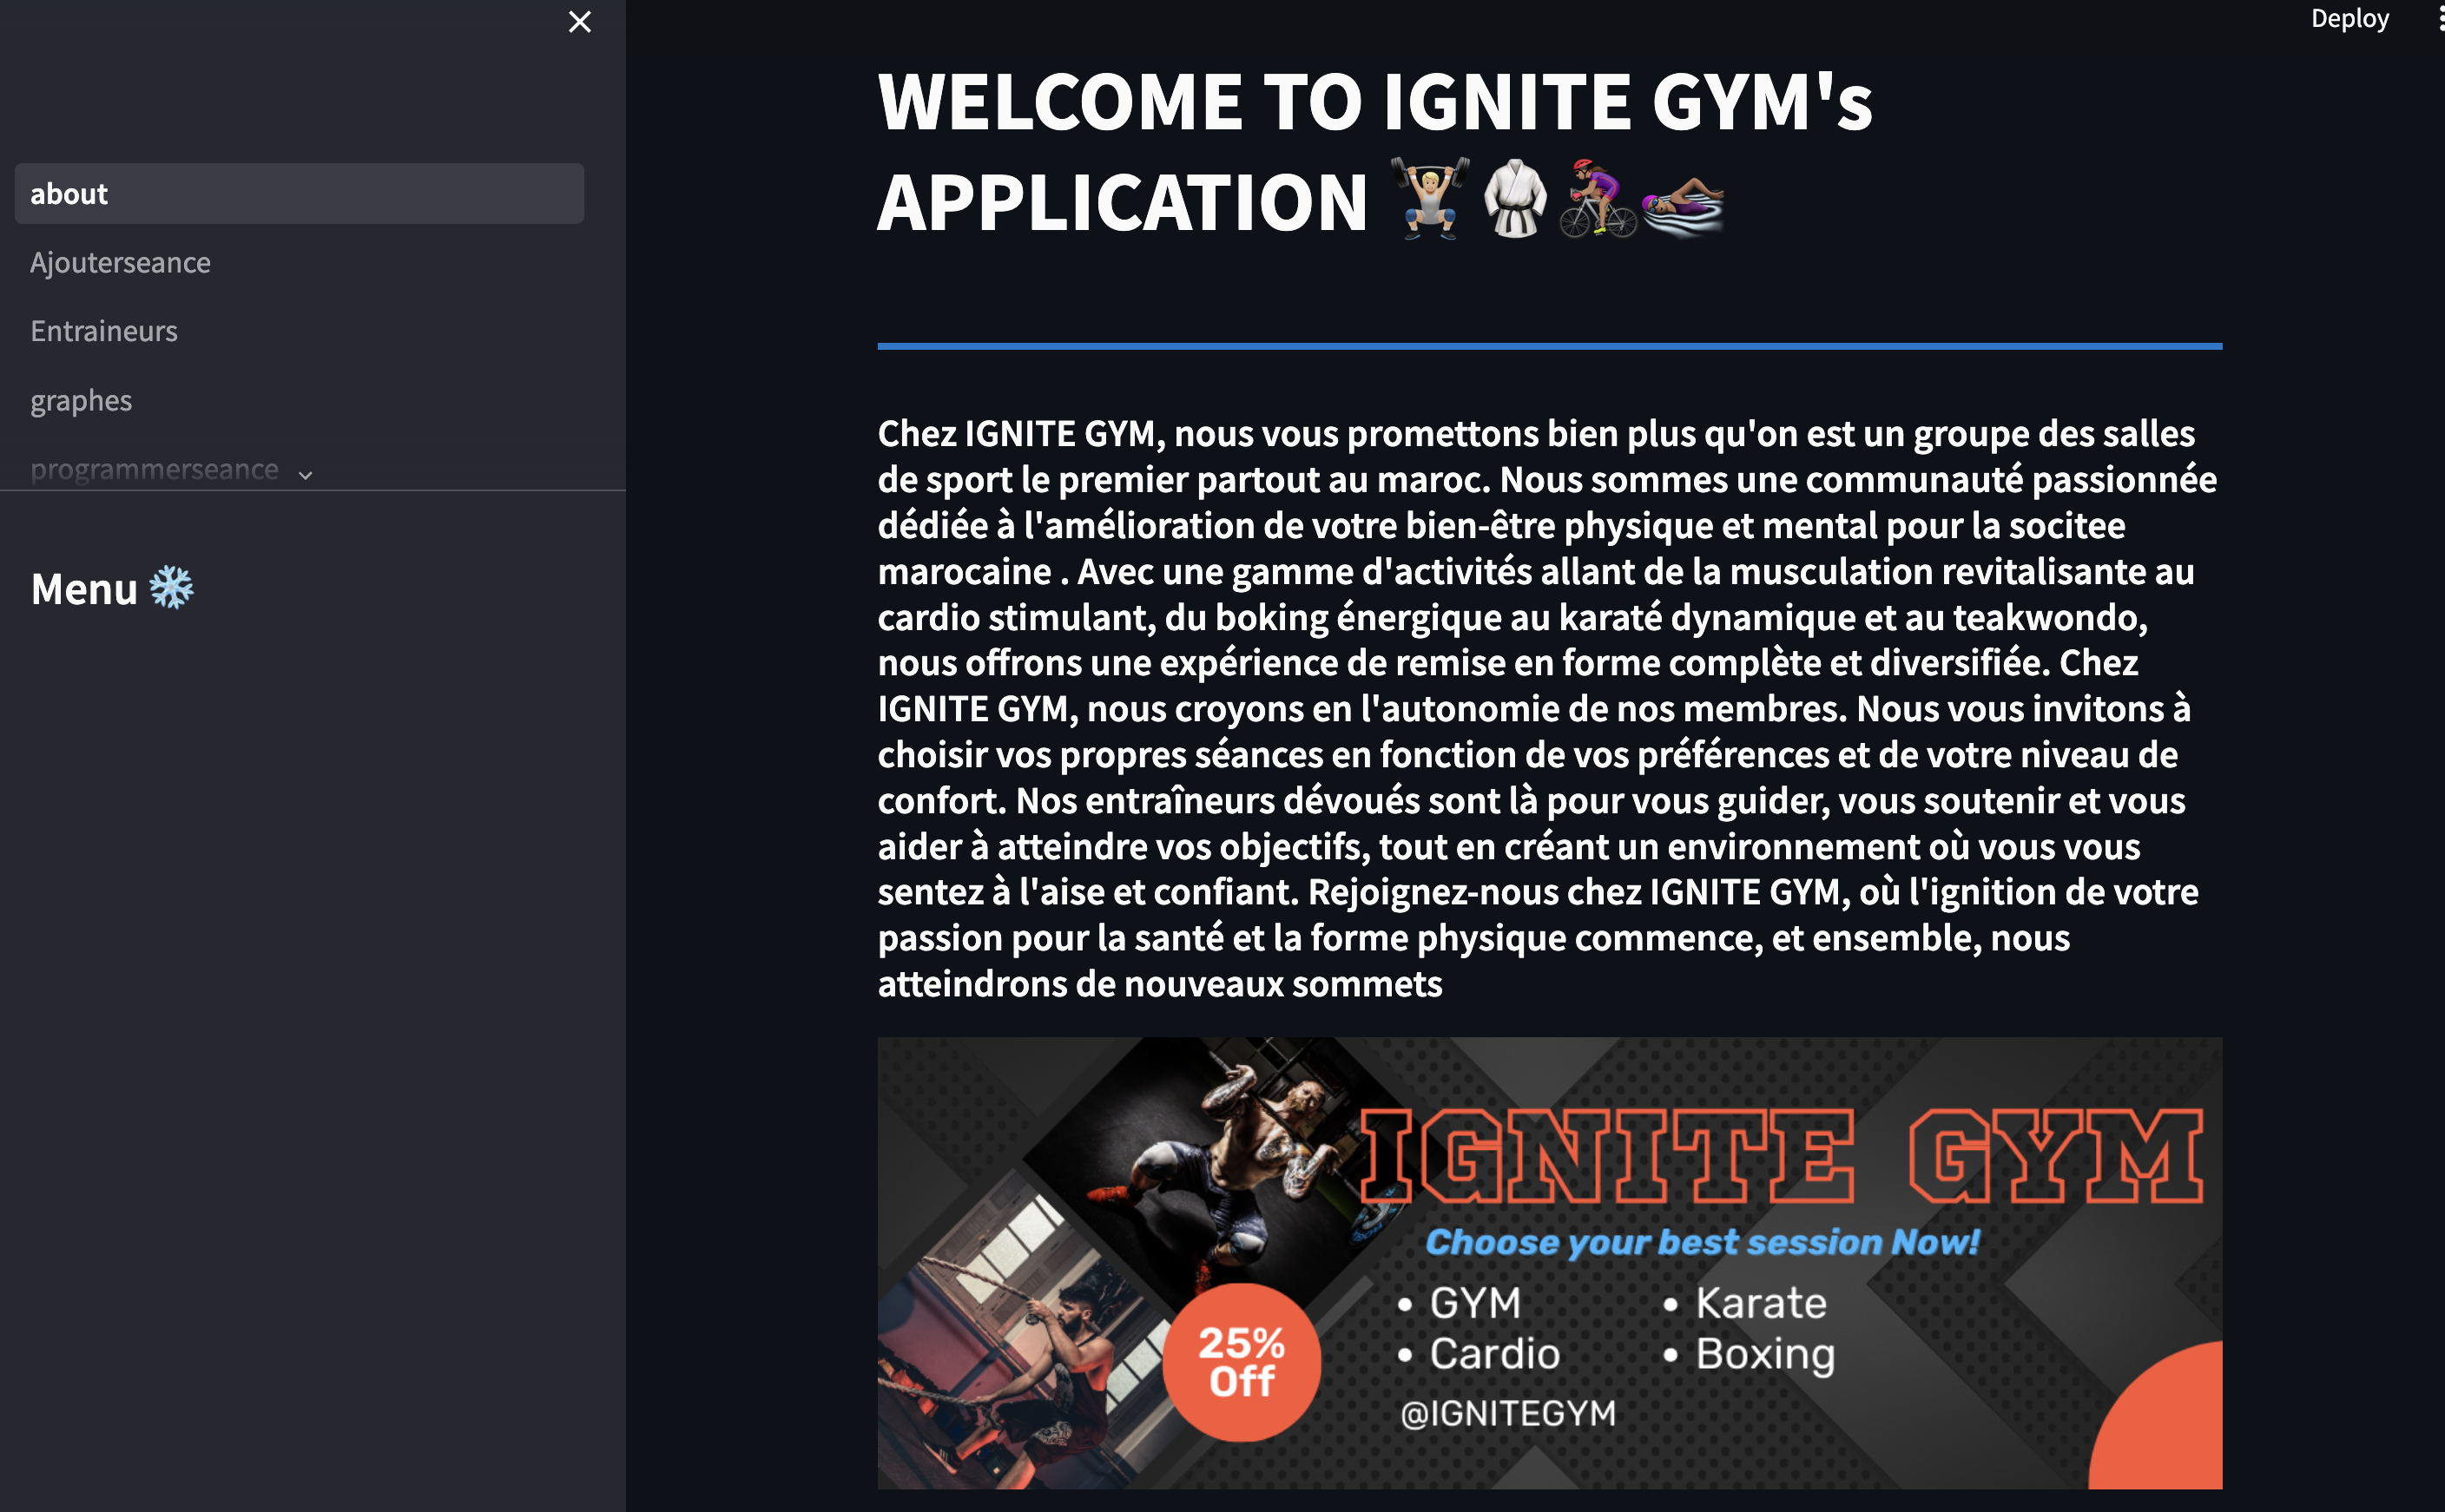 Deploy
about
Ajouterseance
Entraineurs
graphes
programmerseance
Menu
WELCOME TO IGNITE GYM's
APPLICATION
Chez IGNITE GYM, nous vous promettons bien plus qu'on est un groupe des salles
de sport le premier partout au maroc. Nous sommes une communauté passionnée
dédiée à l'amélioration de votre bien-être physique et mental pour la socitee
marocaine . Avec une gamme d'activités allant de la musculation revitalisante au
cardio stimulant, du boking énergique au karaté dynamique et au teakwondo,
nous offrons une expérience de remise en forme complète et diversifiée. Chez
IGNITE GYM, nous croyons en l'autonomie de nos membres. Nous vous invitons à
choisir vos propres séances en fonction de vos préférences et de votre niveau de
confort. Nos entraîneurs dévoués sont là pour vous guider, vous soutenir et vous
aider à atteindre vos objectifs, tout en créant un environnement où vous vous
sentez à l'aise et confiant. Rejoignez-nous chez IGNITE GYM, où l'ignition de votre
passion pour la santé et la forme physique commence, et ensemble, nous
atteindrons de nouveaux sommets
IGNITE GYM
Choose your best session Now!
• GYM
• Cardio
• Karate
• Boxing
@IGNITEGYM
25%
Off